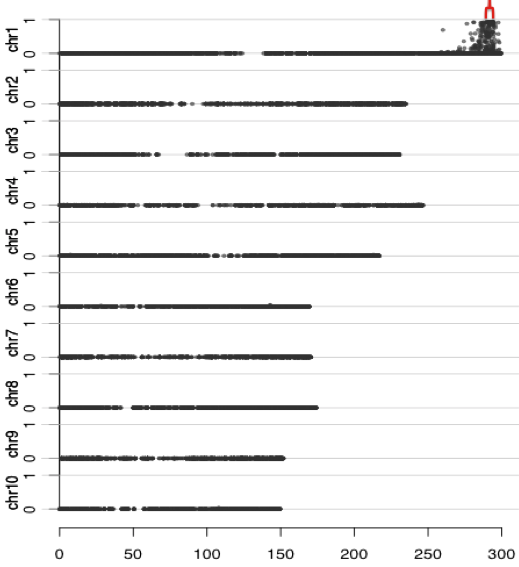 chr1 0 1
chr2 0 1
chr3 0 1
chr4 0 1
chr5 0 1
chr6 0 1
chr7 0 1
chr8 0 1
chr9 0 1
chr10 0 1
0 50 100 150 200 250 300